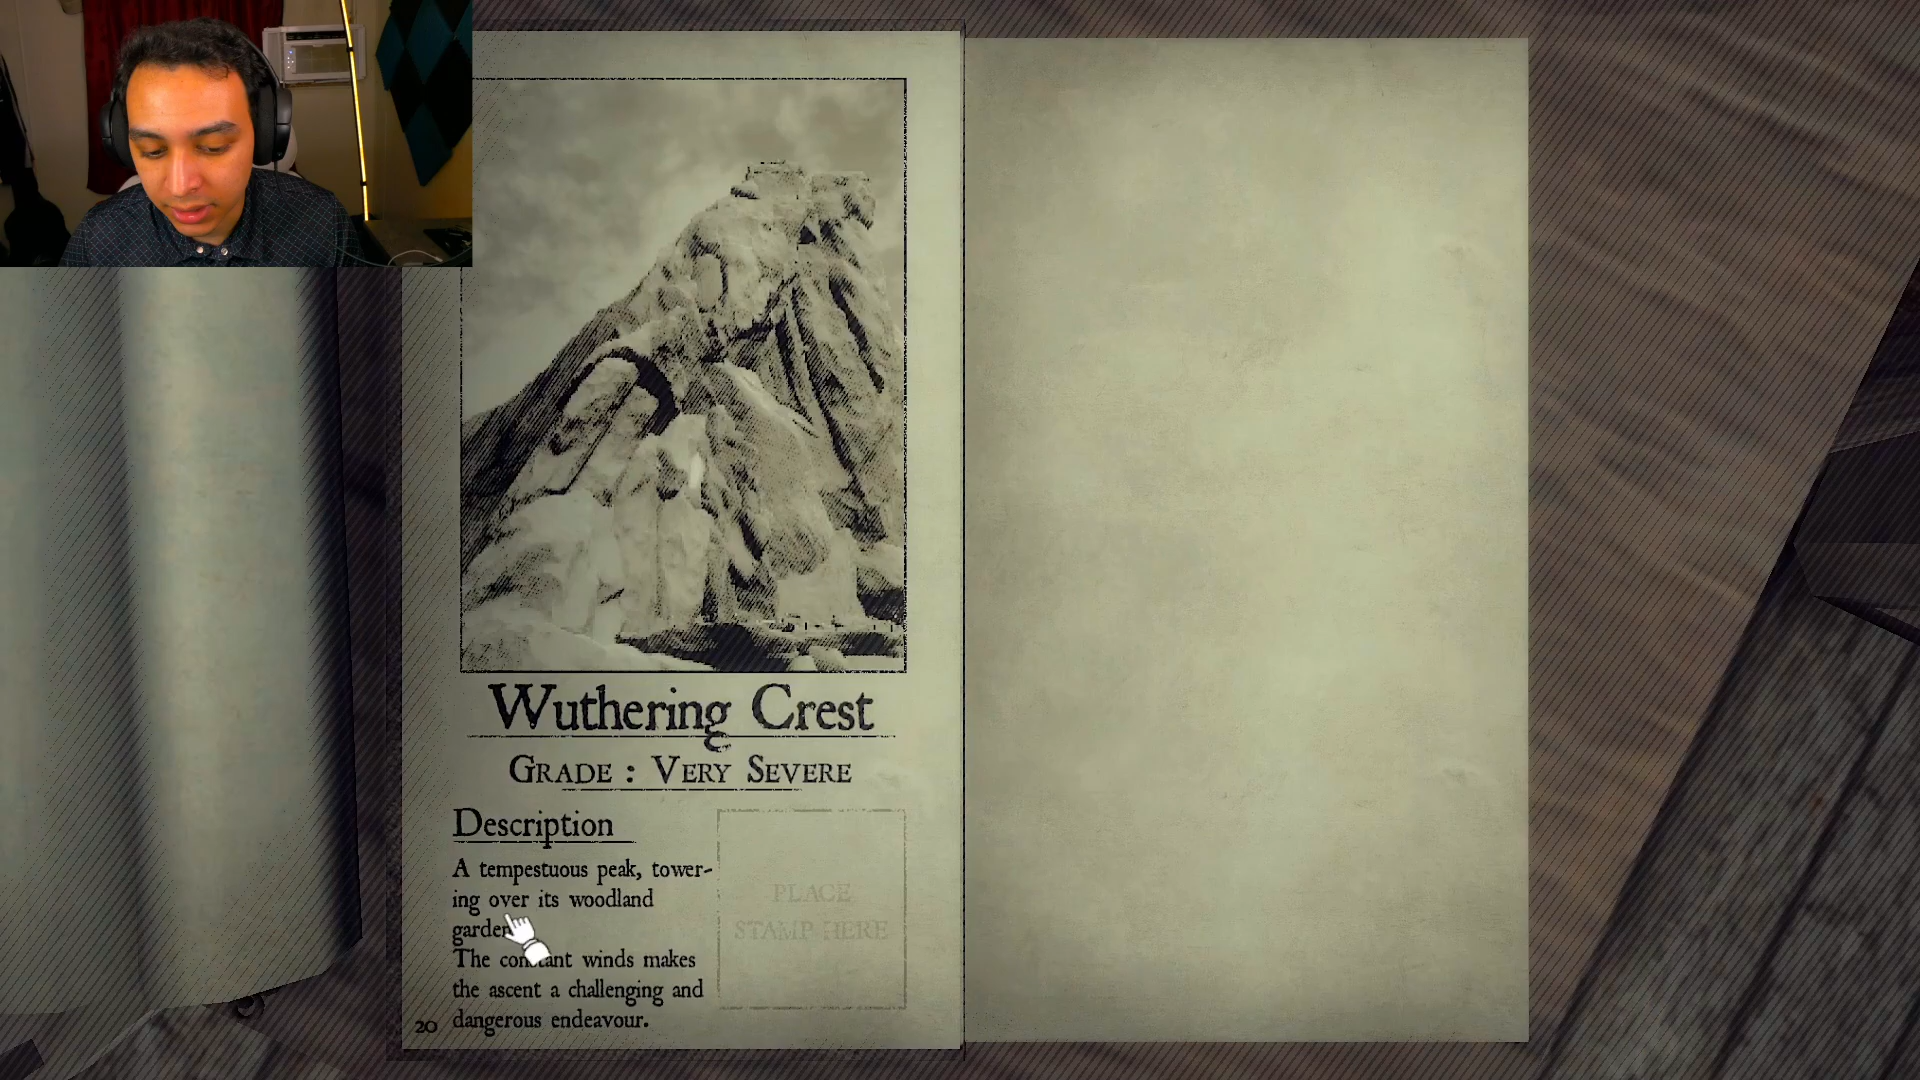 Wuthering Crest
Grade : Very Severe
Description
A tempestuous peak, tower-
ing over its woodland
garden
The constant winds makes
the ascent a challenging and
dangerous endeavour.
PLACE
STAMP HERE
20